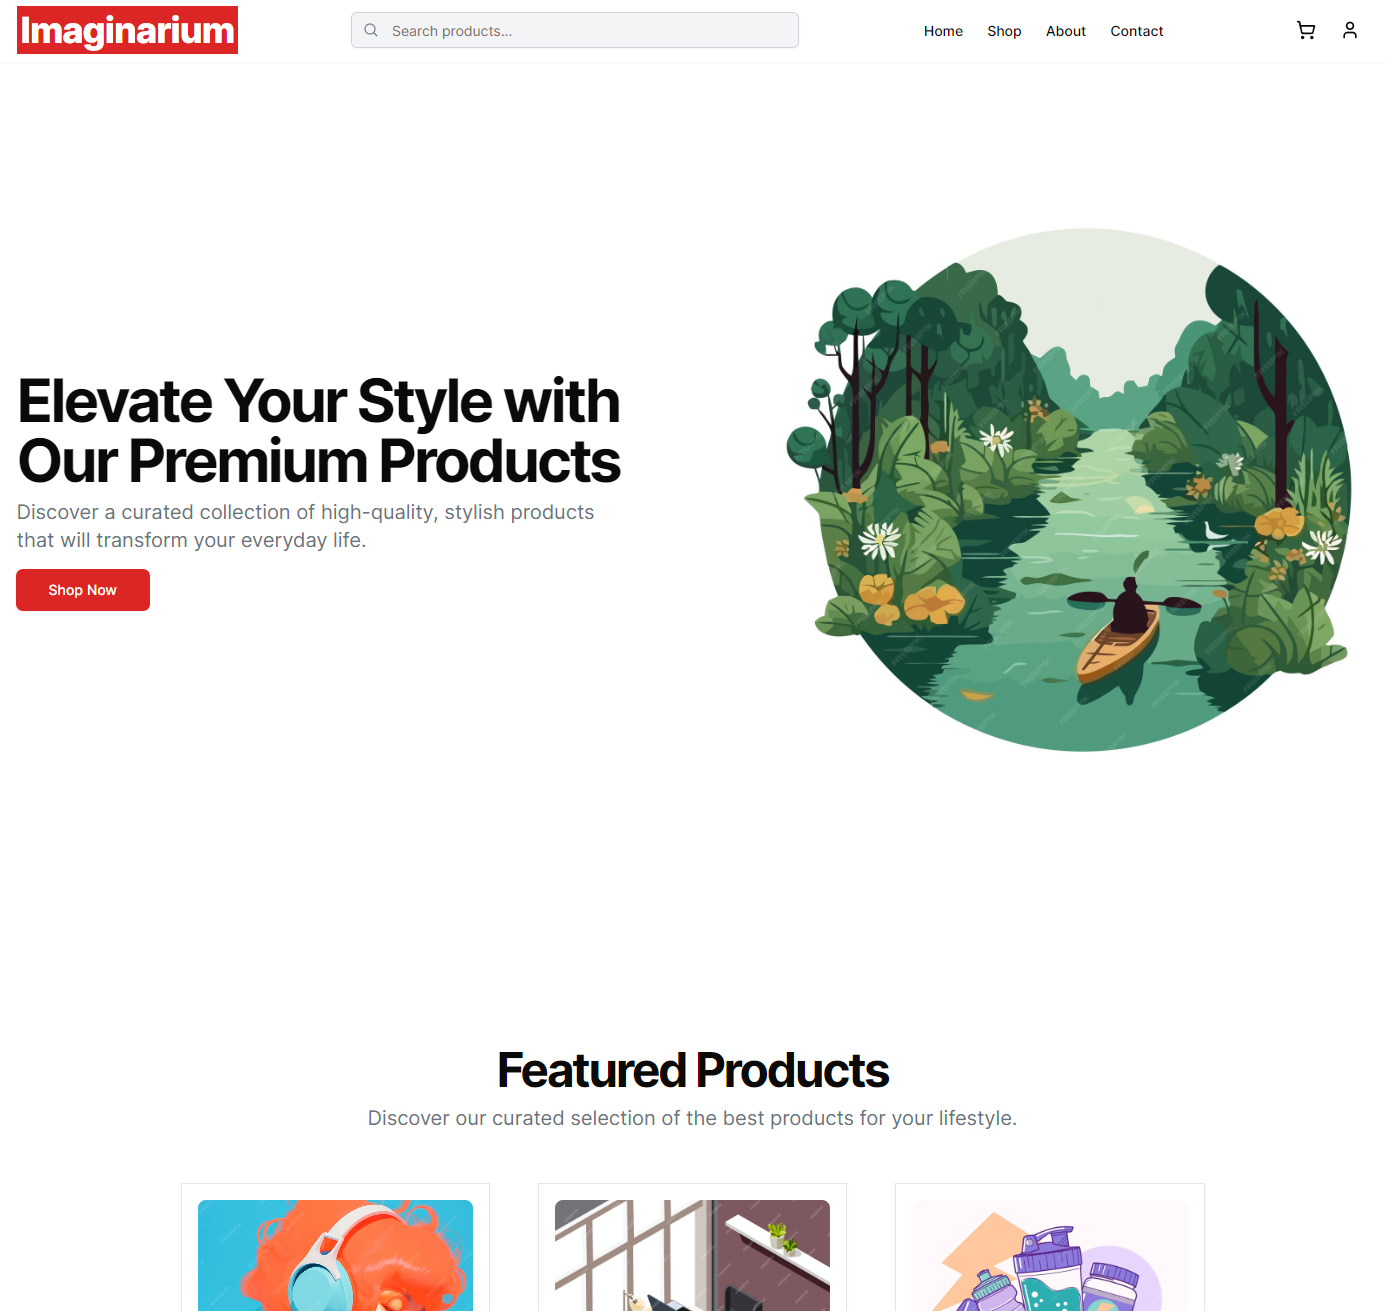 Imaginarium
Search products...
Home
Shop
About
Contact
Elevate Your Style with
Our Premium Products
Discover a curated collection of high-quality, stylish products
that will transform your everyday life.
Shop Now
Featured Products
Discover our curated selection of the best products for your lifestyle.